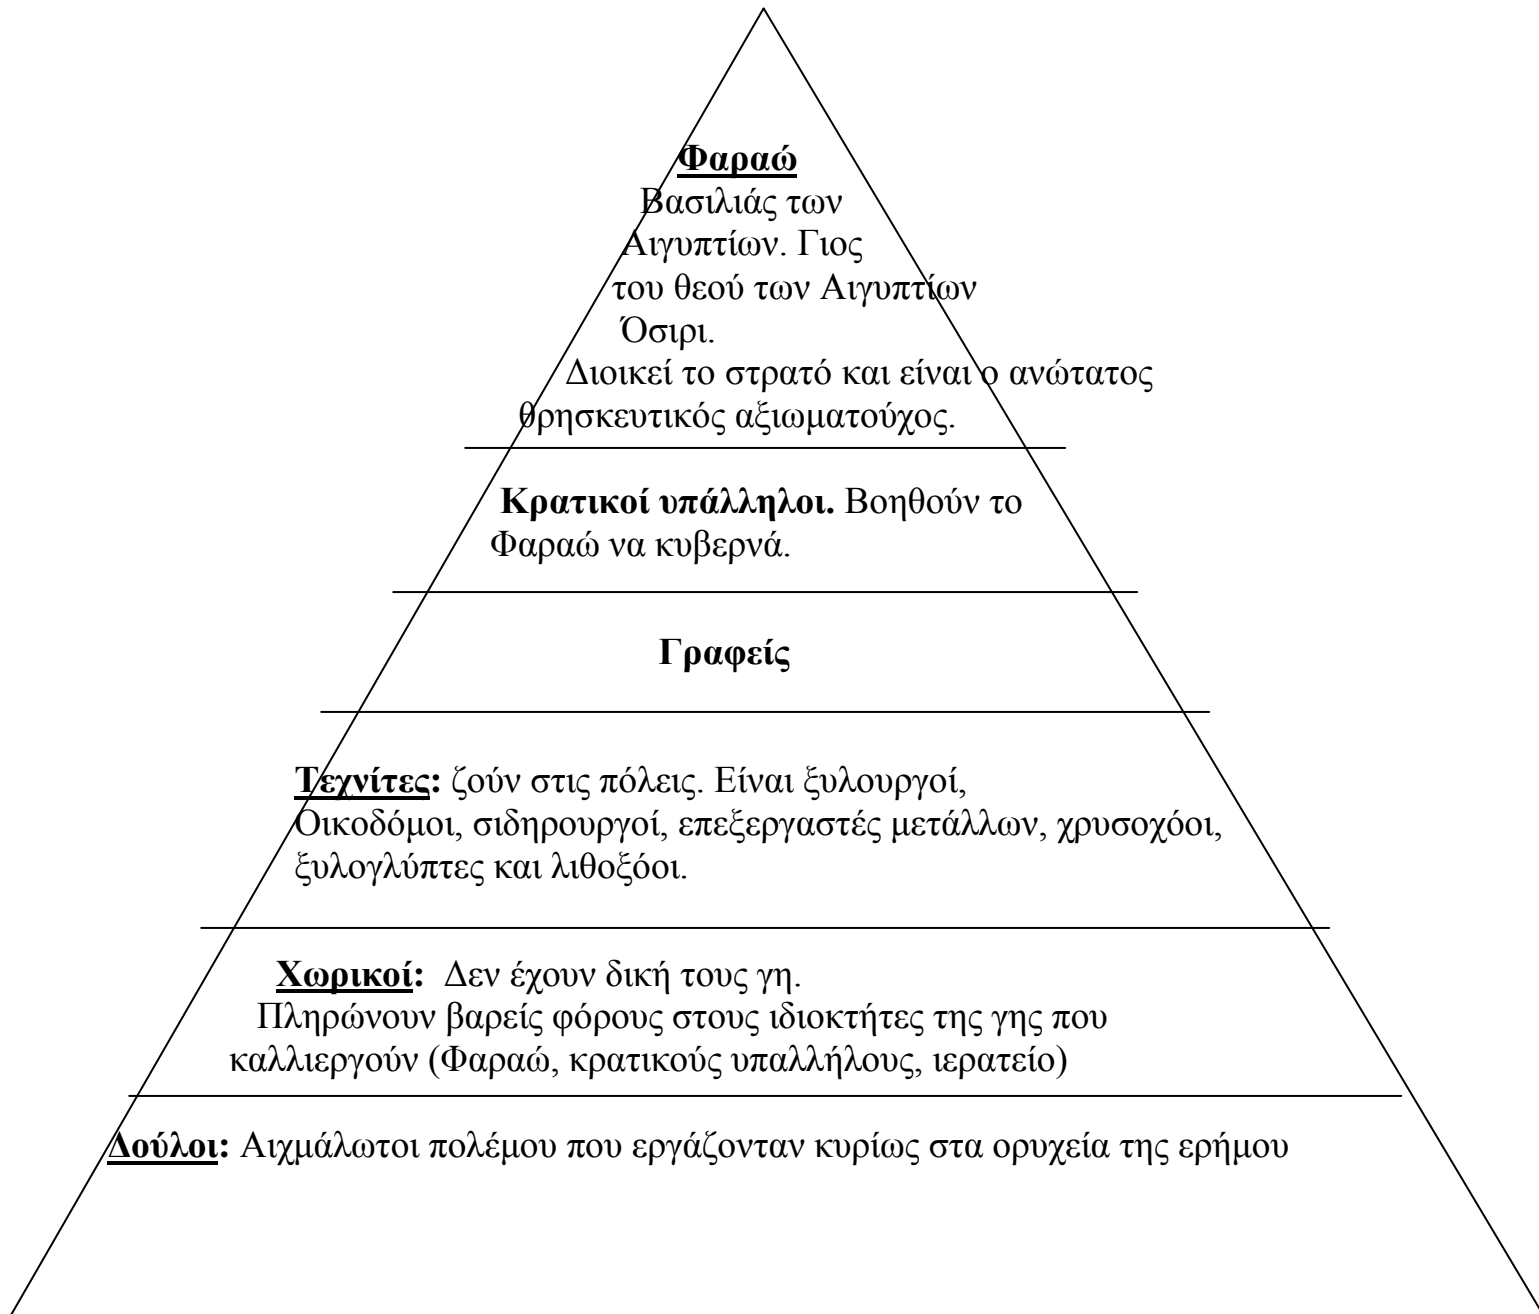 Φαραώ
Βασιλιάς των
Αιγυπτίων. Γιος
του θεού των Αιγυπτίων
Όσιρι.
Διοικεί το στρατό και είναι ο ανώτατος
θρησκευτικός αξιωματούχος.
Κρατικοί υπάλληλοι. Βοηθούν το
Φαραώ να κυβερνά.
Γραφείς
Τεχνίτες: ζούν στις πόλεις. Είναι ξυλουργοί,
Οικοδόμοι, σιδηρουργοί, επεξεργαστές μετάλλων, χρυσοχόοι,
ξυλογλύπτες και λιθοξόοι.
Χωρικοί: Δεν έχουν δική τους γη.
Πληρώνουν βαρείς φόρους στους ιδιοκτήτες της γης που
καλλιεργούν (Φαραώ, κρατικούς υπαλλήλους, ιερατείο)
Δούλοι: Αιχμάλωτοι πολέμου που εργάζονταν κυρίως στα ορυχεία της ερήμου